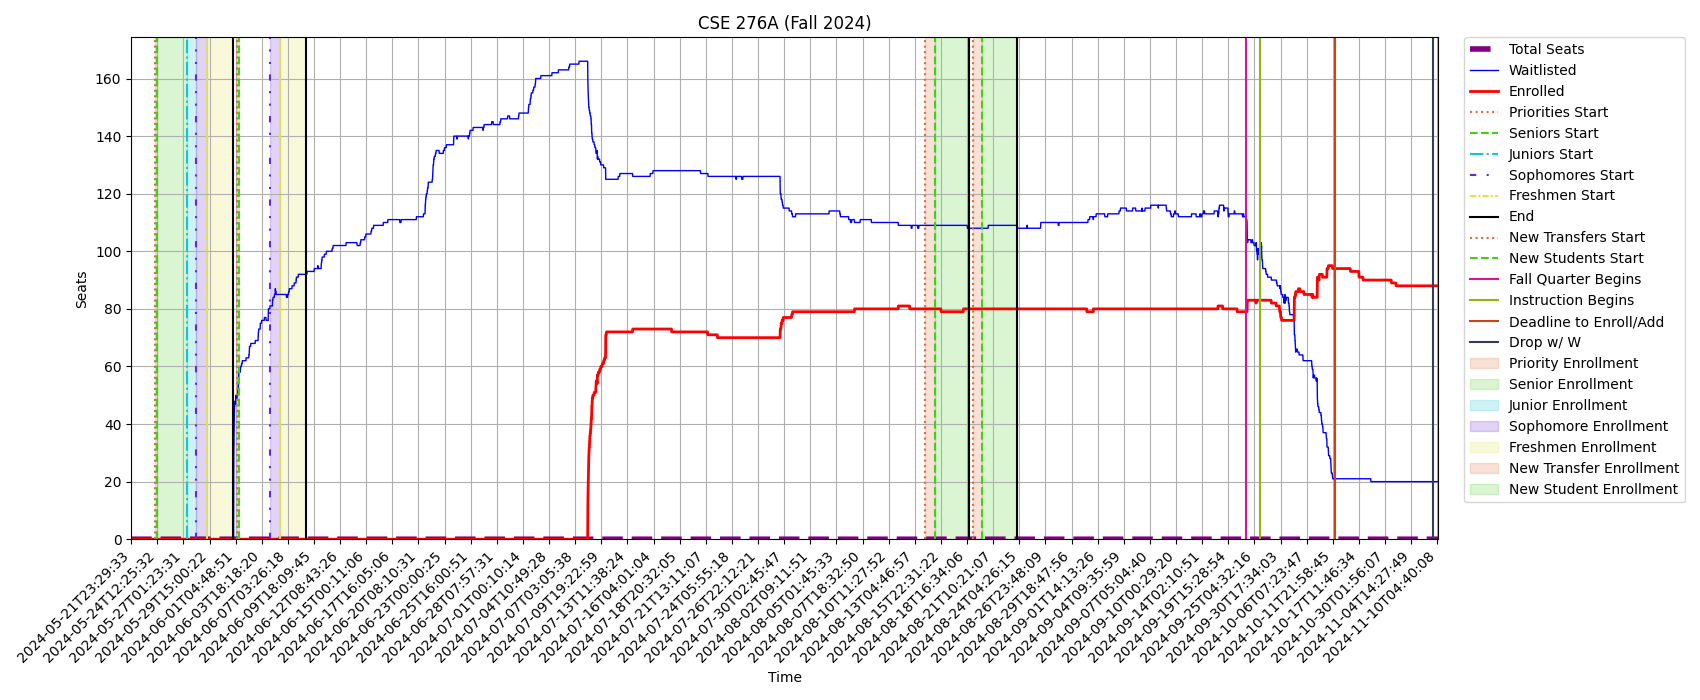 CSE 276A (Fall 2024)
Seats
160
140
120
100
80
60
40
20
0
2024-05-21T23:29:33
2024-05-24T12:25:32
2024-05-27T01:23:31
2024-05-29T15:00:22
2024-06-01T04:48:51
2024-06-03T18:18:20
2024-06-07T03:26:18
2024-06-09T18:09:45
2024-06-12T08:43:26
2024-06-15T00:11:06
2024-06-17T16:05:06
2024-06-20T08:10:31
2024-06-23T00:00:25
2024-06-25T16:00:51
2024-06-28T07:57:31
2024-07-01T00:10:14
2024-07-04T10:49:28
2024-07-07T03:05:38
2024-07-09T19:22:59
2024-07-13T11:38:24
2024-07-16T04:01:04
2024-07-18T20:32:05
2024-07-21T13:11:07
2024-07-24T05:55:18
2024-07-26T22:12:21
2024-07-30T02:45:47
2024-08-02T09:11:51
2024-08-05T01:45:33
2024-08-07T18:32:50
2024-08-10T11:27:52
2024-08-13T04:46:57
2024-08-15T22:31:22
2024-08-18T16:34:06
2024-08-21T10:21:07
2024-08-24T04:26:15
2024-08-26T23:48:09
2024-08-29T18:47:56
2024-09-01T14:13:26
2024-09-04T09:35:59
2024-09-07T05:04:40
2024-09-10T00:29:20
2024-09-14T02:10:51
2024-09-19T15:28:54
2024-09-25T04:32:16
2024-09-30T17:34:03
2024-10-06T07:23:47
2024-10-11T21:58:45
2024-10-17T11:46:34
2024-10-30T01:56:07
2024-11-04T14:27:49
2024-11-10T04:40:08
Time
Total Seats
Waitlisted
Enrolled
Priorities Start
Seniors Start
Juniors Start
Sophomores Start
Freshmen Start
End
New Transfers Start
New Students Start
Fall Quarter Begins
Instruction Begins
Deadline to Enroll/Add
Drop w/ W
Priority Enrollment
Senior Enrollment
Junior Enrollment
Sophomore Enrollment
Freshmen Enrollment
New Transfer Enrollment
New Student Enrollment